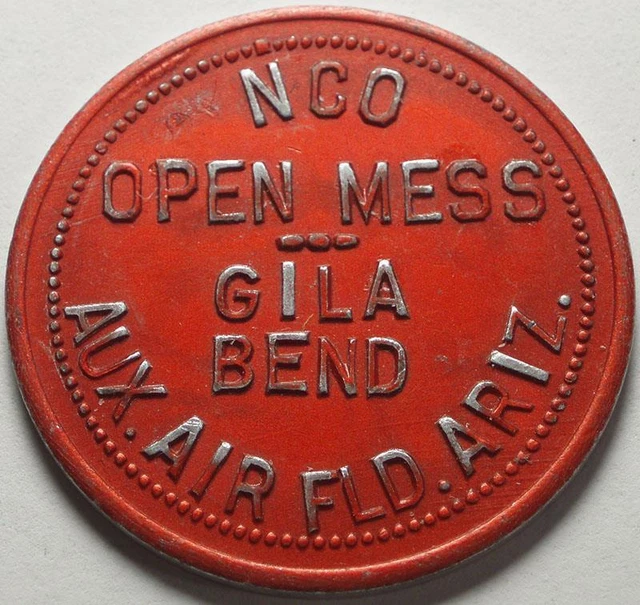 NCO
OPEN MESS
GILA
BEND
AUX. AIR FLD. ARIZ.